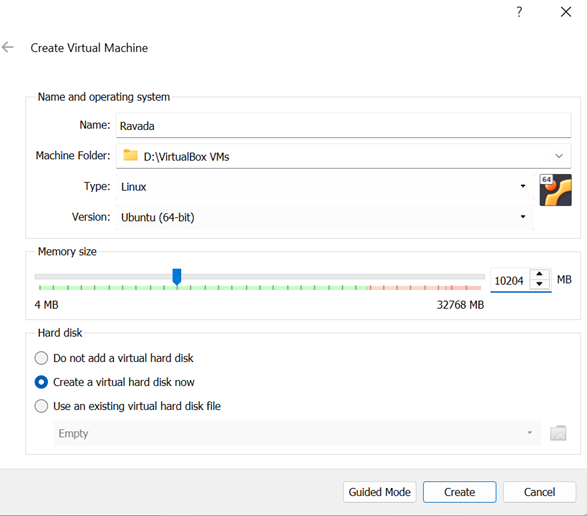 ?
Create Virtual Machine
Name and operating system
Name: Ravada
Machine Folder: D:\VirtualBox VMs
Type: Linux
64
Version: Ubuntu (64-bit)
Memory size
10204 MB
4 MB 32768 MB
Hard disk
Do not add a virtual hard disk
Create a virtual hard disk now
Use an existing virtual hard disk file
Empty
Guided Mode Create Cancel